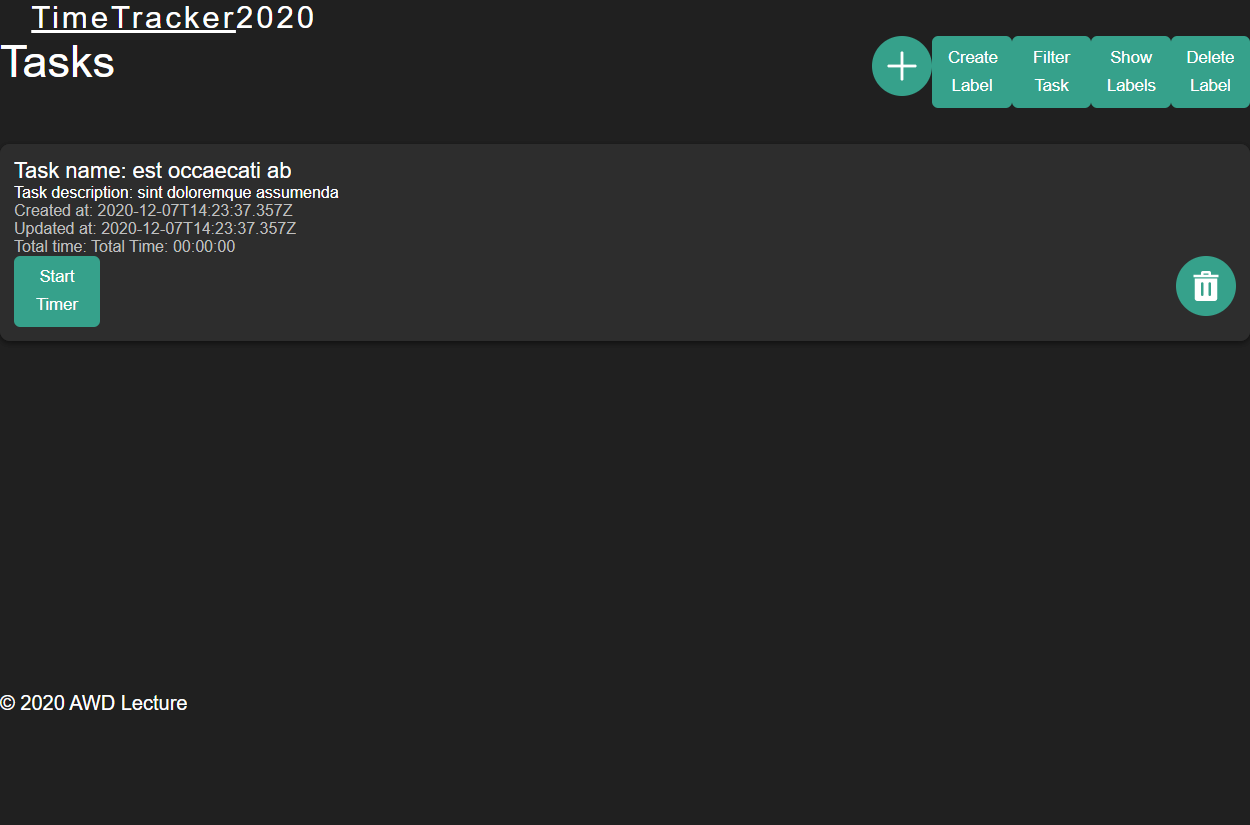 TimeTracker2020
Tasks
Create
Label
Filter
Task
Show
Labels
Delete
Label
Task name: est occaecati ab
Task description: sint doloremque assumenda
Created at: 2020-12-07T14:23:37.357Z
Updated at: 2020-12-07T14:23:37.357Z
Total time: Total Time: 00:00:00
Start
Timer
© 2020 AWD Lecture